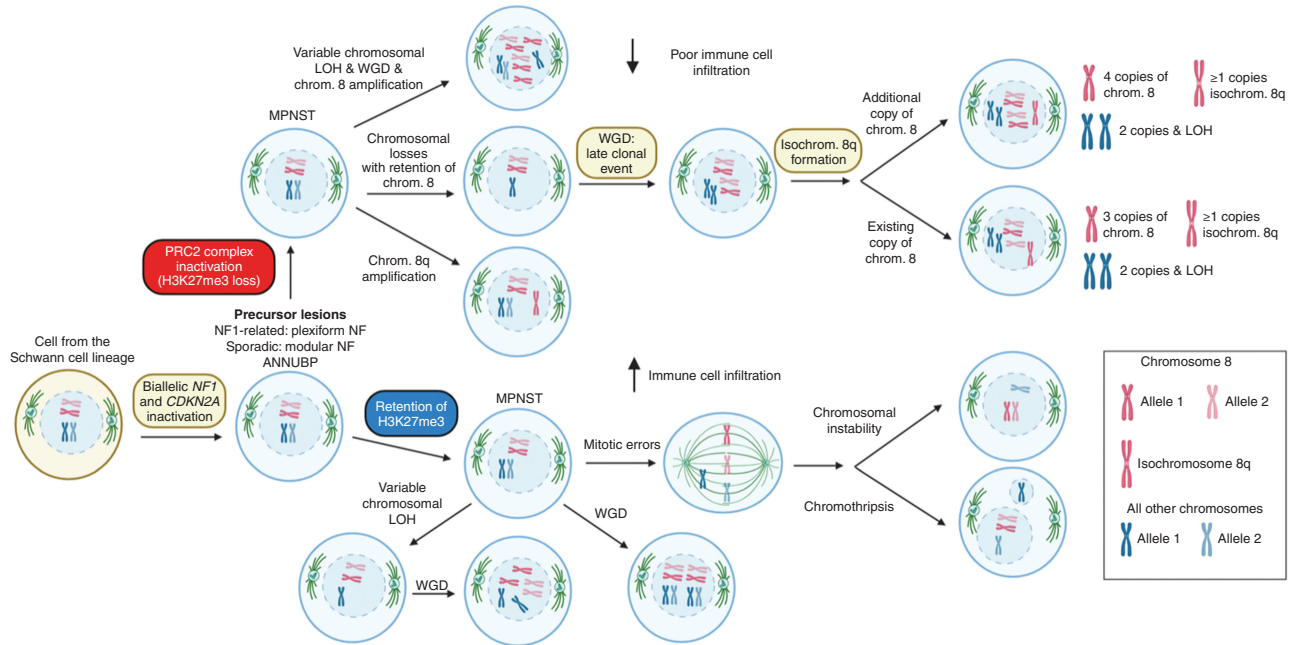 Variable chromosomal
LOH & WGD &
chrom. 8 amplification
Poor immune cell
infiltration
MPNST
Chromosomal
losses
with retention of
chrom. 8
WGD:
late clonal
event
Isochrom. 8q
formation
Additional
copy of
chrom. 8
4 copies of
chrom. 8
≥1 copies
isochrom. 8q
2 copies & LOH
Existing
copy of
chrom. 8
3 copies of
chrom. 8
≥1 copies
isochrom. 8q
2 copies & LOH
Chrom. 8q
amplification
PRC2 complex
inactivation
(H3K27me3 loss)
Precursor lesions
NF1-related: plexiform NF
Sporadic: modular NF
ANNUBP
Cell from the
Schwann cell lineage
Biallelic NF1
and CDKN2A
inactivation
Retention of
H3K27me3
MPNST
Immune cell infiltration
Mitotic errors
Chromosomal
instability
Chromothripsis
Variable
chromosomal
LOH
WGD
WGD
Chromosome 8
Allele 1
Allele 2
Isochromosome 8q
All other chromosomes
Allele 1
Allele 2